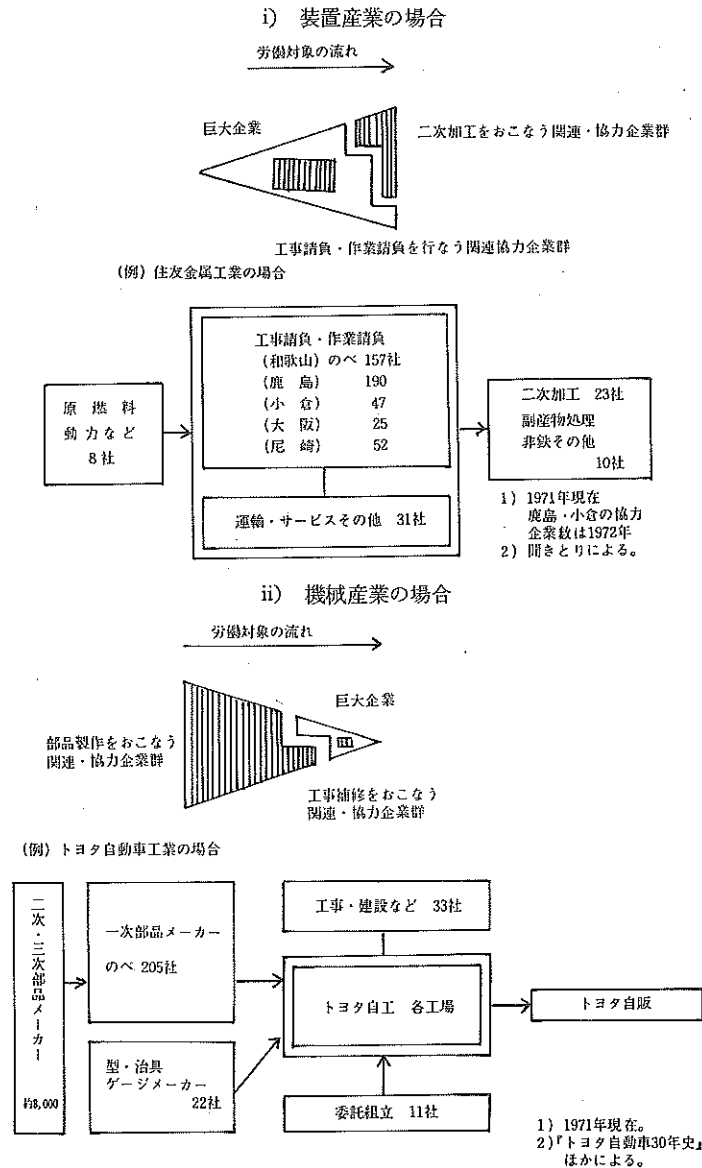 i) 装置産業の場合
労働対象の流れ
巨大企業
二次加工をおこなう関連・協力企業群
工事請負・作業請負を行なう関連協力企業群
(例) 住友金属工業の場合
原燃料
動力など
8社
工事請負・作業請負
(和歌山) のべ 157社
(鹿島) 190
(小倉) 47
(大阪) 25
(尼崎) 52
運輸・サービスその他 31社
二次加工 23社
副産物処理
非鉄その他
10社
1) 1971年現在
鹿島・小倉の協力
企業数は1972年
2) 聞きとりによる。
ii) 機械産業の場合
労働対象の流れ
巨大企業
部品製作をおこなう
関連・協力企業群
工事補修をおこなう
関連・協力企業群
(例) トヨタ自動車工業の場合
二次・三次部品メーカー
約8,000
一次部品メーカー
のべ 205社
型・治具
ゲージメーカー
22社
工事・建設など 33社
トヨタ自工 各工場
委託組立 11社
トヨタ自販
1) 1971年現在。
2)『トヨタ自動車30年史』
ほかによる。